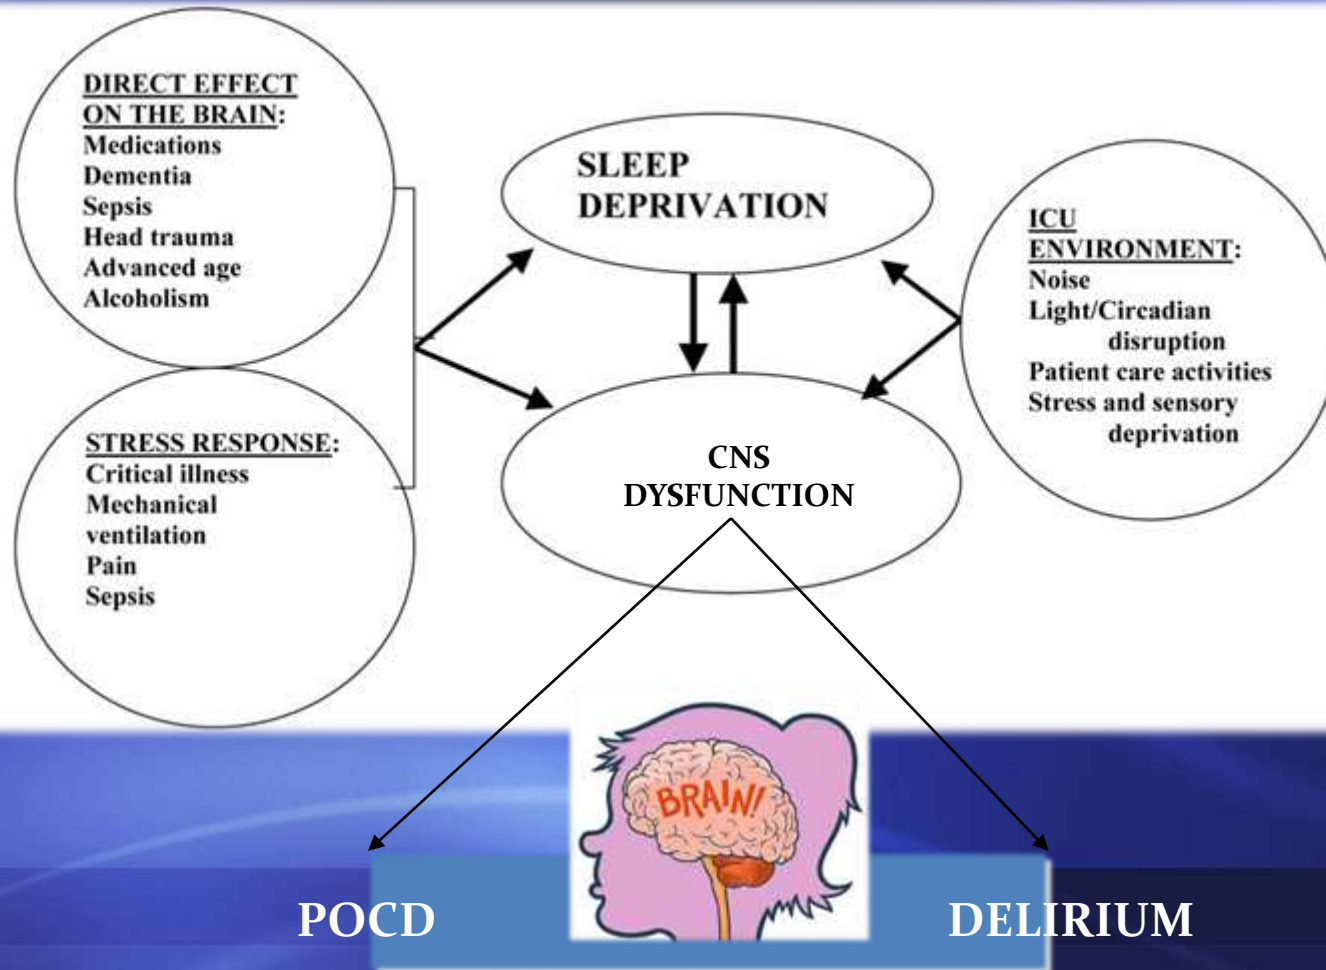 DIRECT EFFECT
ON THE BRAIN:
Medications
Dementia
Sepsis
Head trauma
Advanced age
Alcoholism
STRESS RESPONSE:
Critical illness
Mechanical
ventilation
Pain
Sepsis
SLEEP
DEPRIVATION
CNS
DYSFUNCTION
ICU
ENVIRONMENT:
Noise
Light/Circadian
disruption
Patient care activities
Stress and sensory
deprivation
BRAIN!
POCD
DELIRIUM